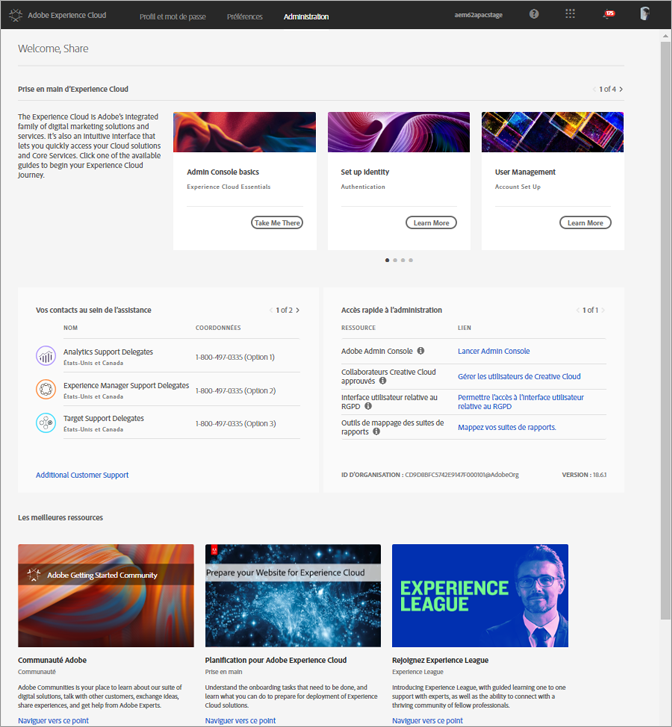 Adobe Experience Cloud
Profil et mot de passe
Préférences
Administration
aem62apacstage
175
Welcome, Share
Prise en main d'Experience Cloud
1 of 4
The Experience Cloud is Adobe's integrated
family of digital marketing solutions and
services. It's also an intuitive interface that
lets you quickly access your Cloud solutions
and Core Services. Click one of the available
guides to begin your Experience Cloud
Journey.
Admin Console basics
Experience Cloud Essentials
Take Me There
Set up Identity
Authentication
Learn More
User Management
Account Set Up
Learn More
Vos contacts au sein de l'assistance
1 of 2
NOM
COORDONNÉES
Analytics Support Delegates
États-Unis et Canada
1-800-497-0335 (Option 1)
Experience Manager Support Delegates
États-Unis et Canada
1-800-497-0335 (Option 2)
Target Support Delegates
États-Unis et Canada
1-800-497-0335 (Option 3)
Additional Customer Support
Accès rapide à l'administration
1 of 1
RESSOURCE
LIEN
Adobe Admin Console
Lancer Admin Console
Collaborateurs Creative Cloud
approuvés
Gérer les utilisateurs de Creative Cloud
Interface utilisateur relative au
RGPD
Permettre l'accès à l'interface utilisateur
relative au RGPD
Outils de mappage des suites de
rapports
Mappez vos suites de rapports.
ID D'ORGANISATION : CD9D8BFC5742E9147F000101@AdobeOrg
VERSION : 18.6.1
Les meilleures ressources
Adobe Getting Started Community
Communauté Adobe
Communauté
Adobe Communities is your place to learn about our suite of
digital solutions, talk with other customers, exchange ideas,
share experiences, and get help from Adobe Experts.
Naviguer vers ce point
Prepare your Website for Experience Cloud
Planification pour Adobe Experience Cloud
Prise en main
Understand the onboarding tasks that need to be done, and
learn what you can do to prepare for deployment of Experience
Cloud solutions.
Naviguer vers ce point
EXPERIENCE
LEAGUE
Rejoignez Experience League
Experience League
Introducing Experience League, with guided learning one to one
support with experts, as well as the ability to connect with a
thriving community of fellow professionals.
Naviguer vers ce point